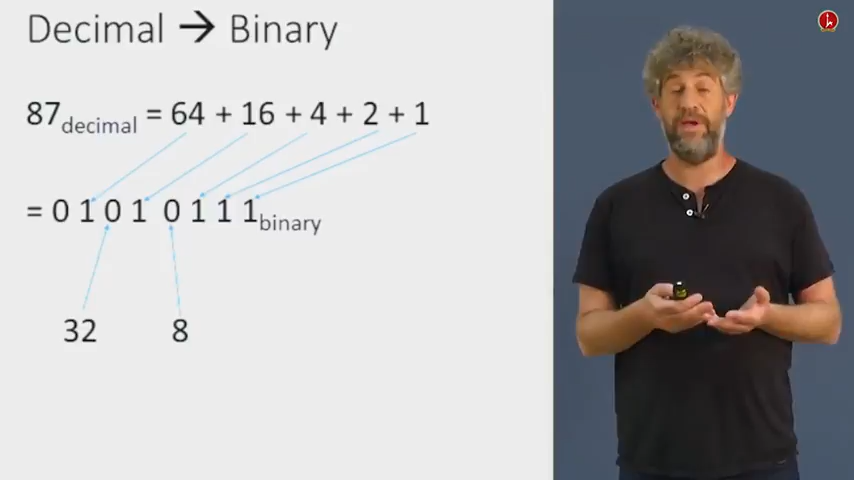 Decimal → Binary
87decimal = 64 + 16 + 4 + 2 + 1
= 0 1 0 1 0 1 1 1binary
32 8